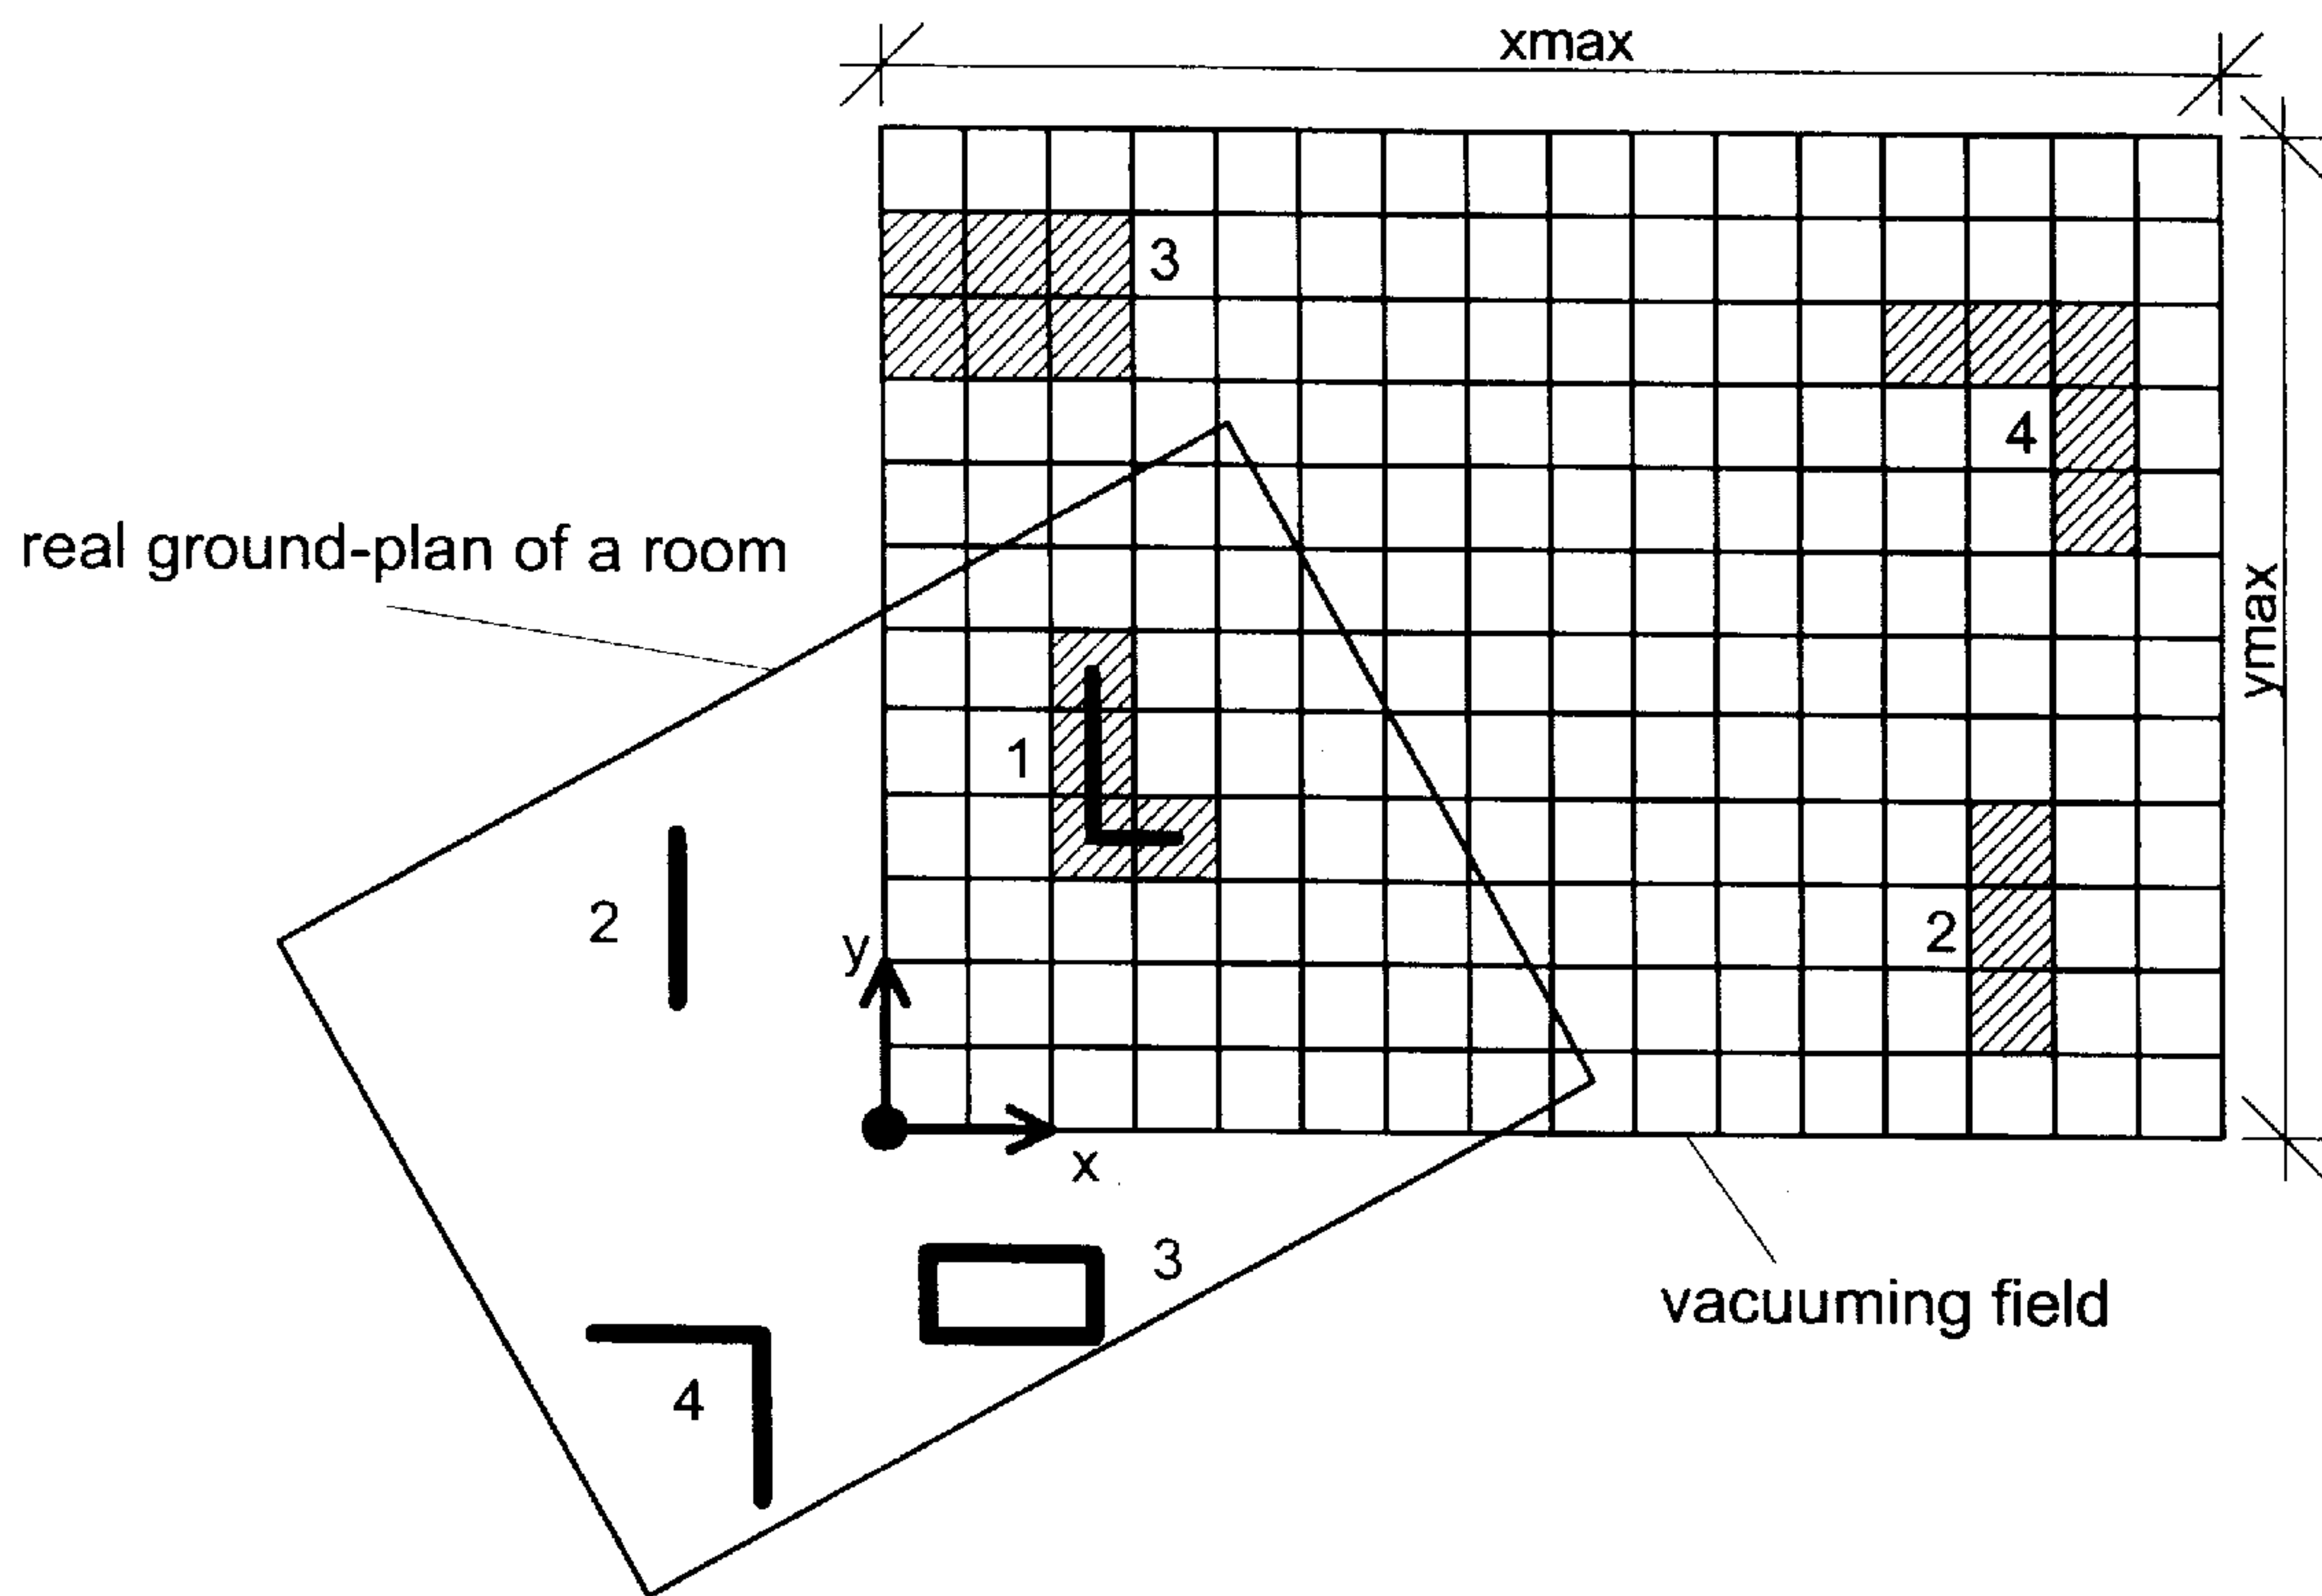 xmax
3
4
real ground-plan of a room
ymax
1
2
2
y
x
3
vacuuming field
4